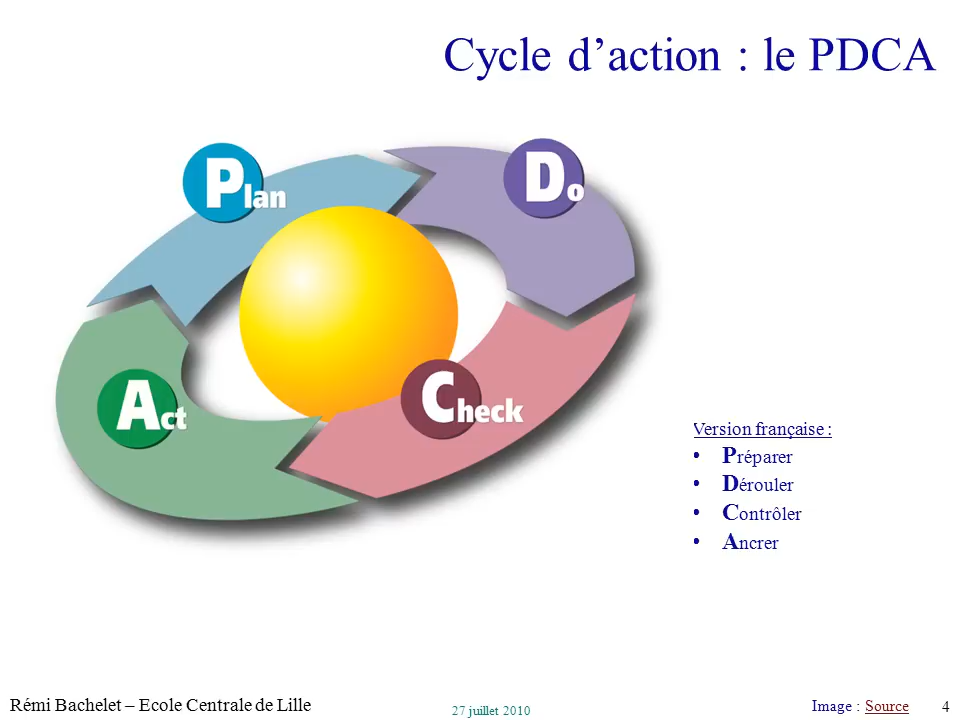 Cycle d’action : le PDCA
Plan
Do
Act
Check
Version française :
• Préparer
• Dérouler
• Contrôler
• Ancrer
Rémi Bachelet – Ecole Centrale de Lille
27 juillet 2010
Image : Source
4